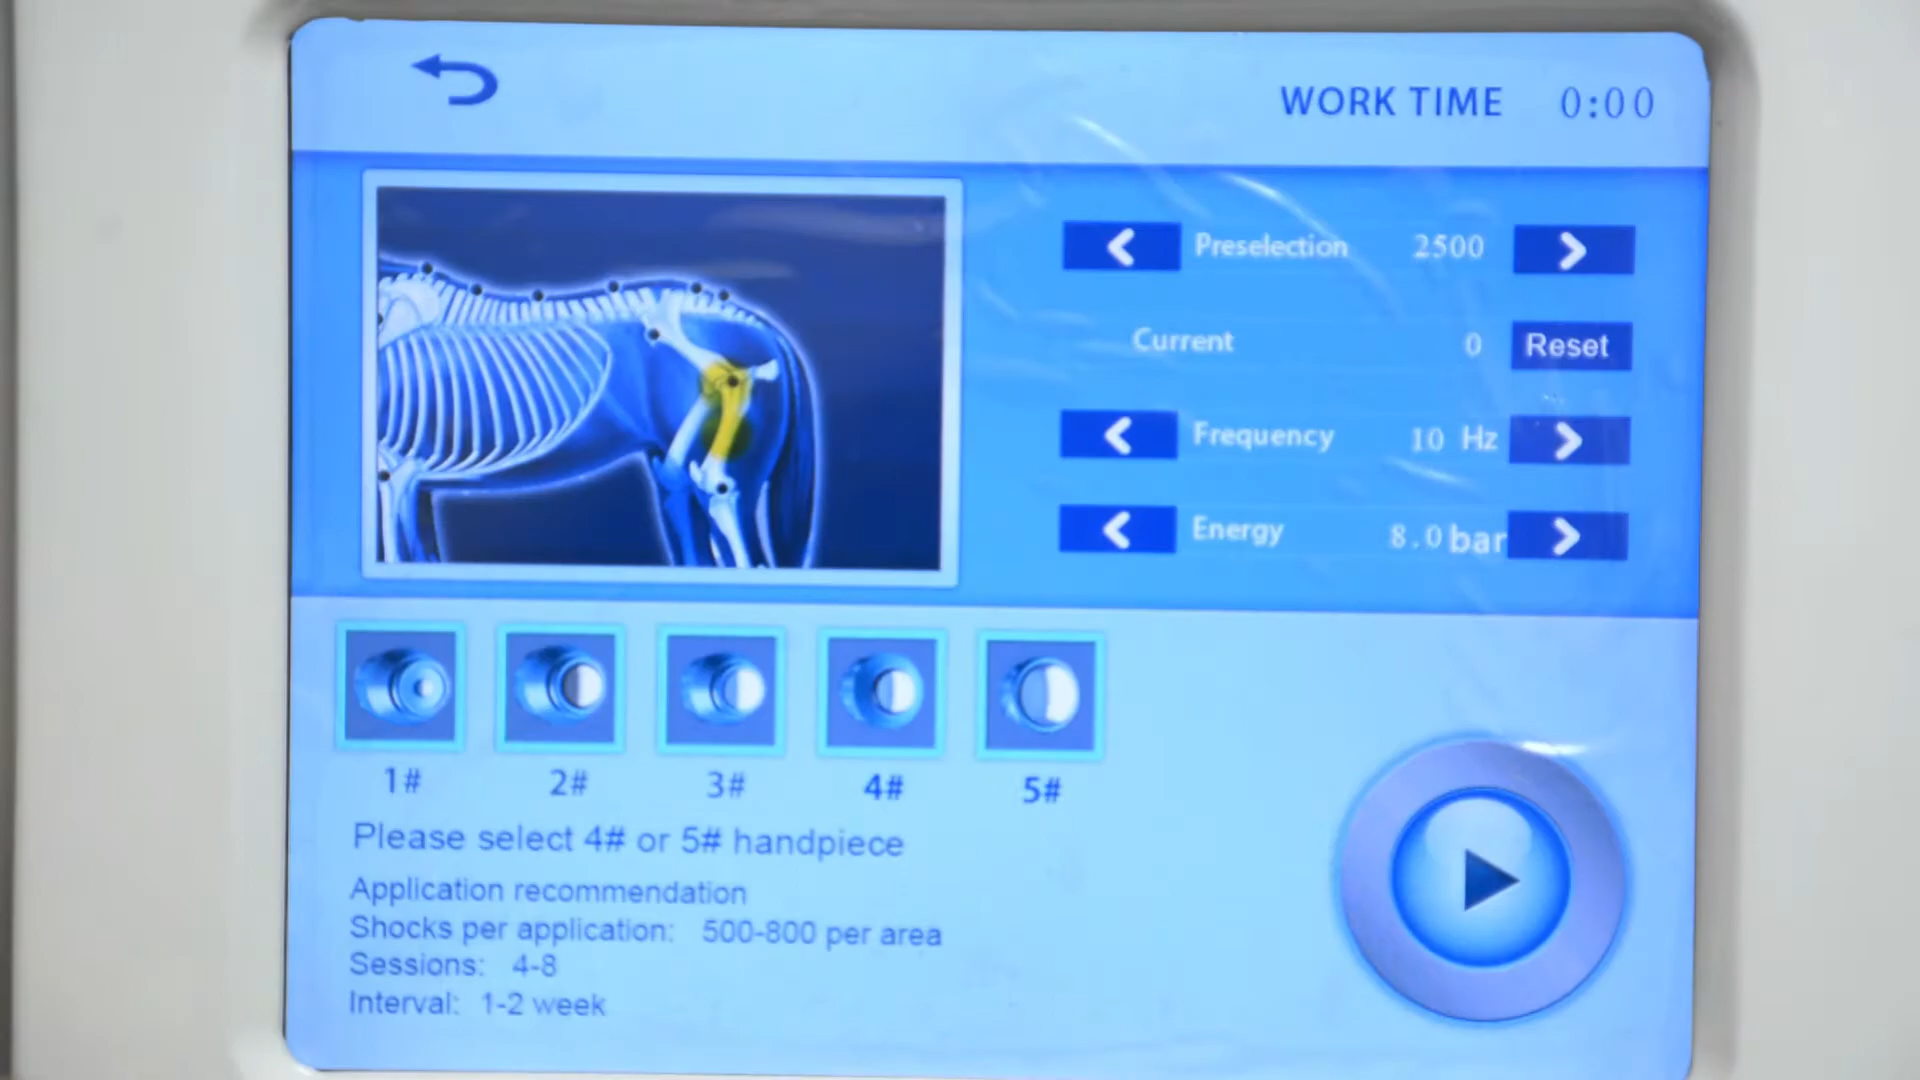 WORK TIME 0:00
Preselection 2500
Current 0 Reset
Frequency 10 Hz
Energy 8.0 bar
1# 2# 3# 4# 5#
Please select 4# or 5# handpiece
Application recommendation
Shocks per application: 500-800 per area
Sessions: 4-8
Interval: 1-2 week